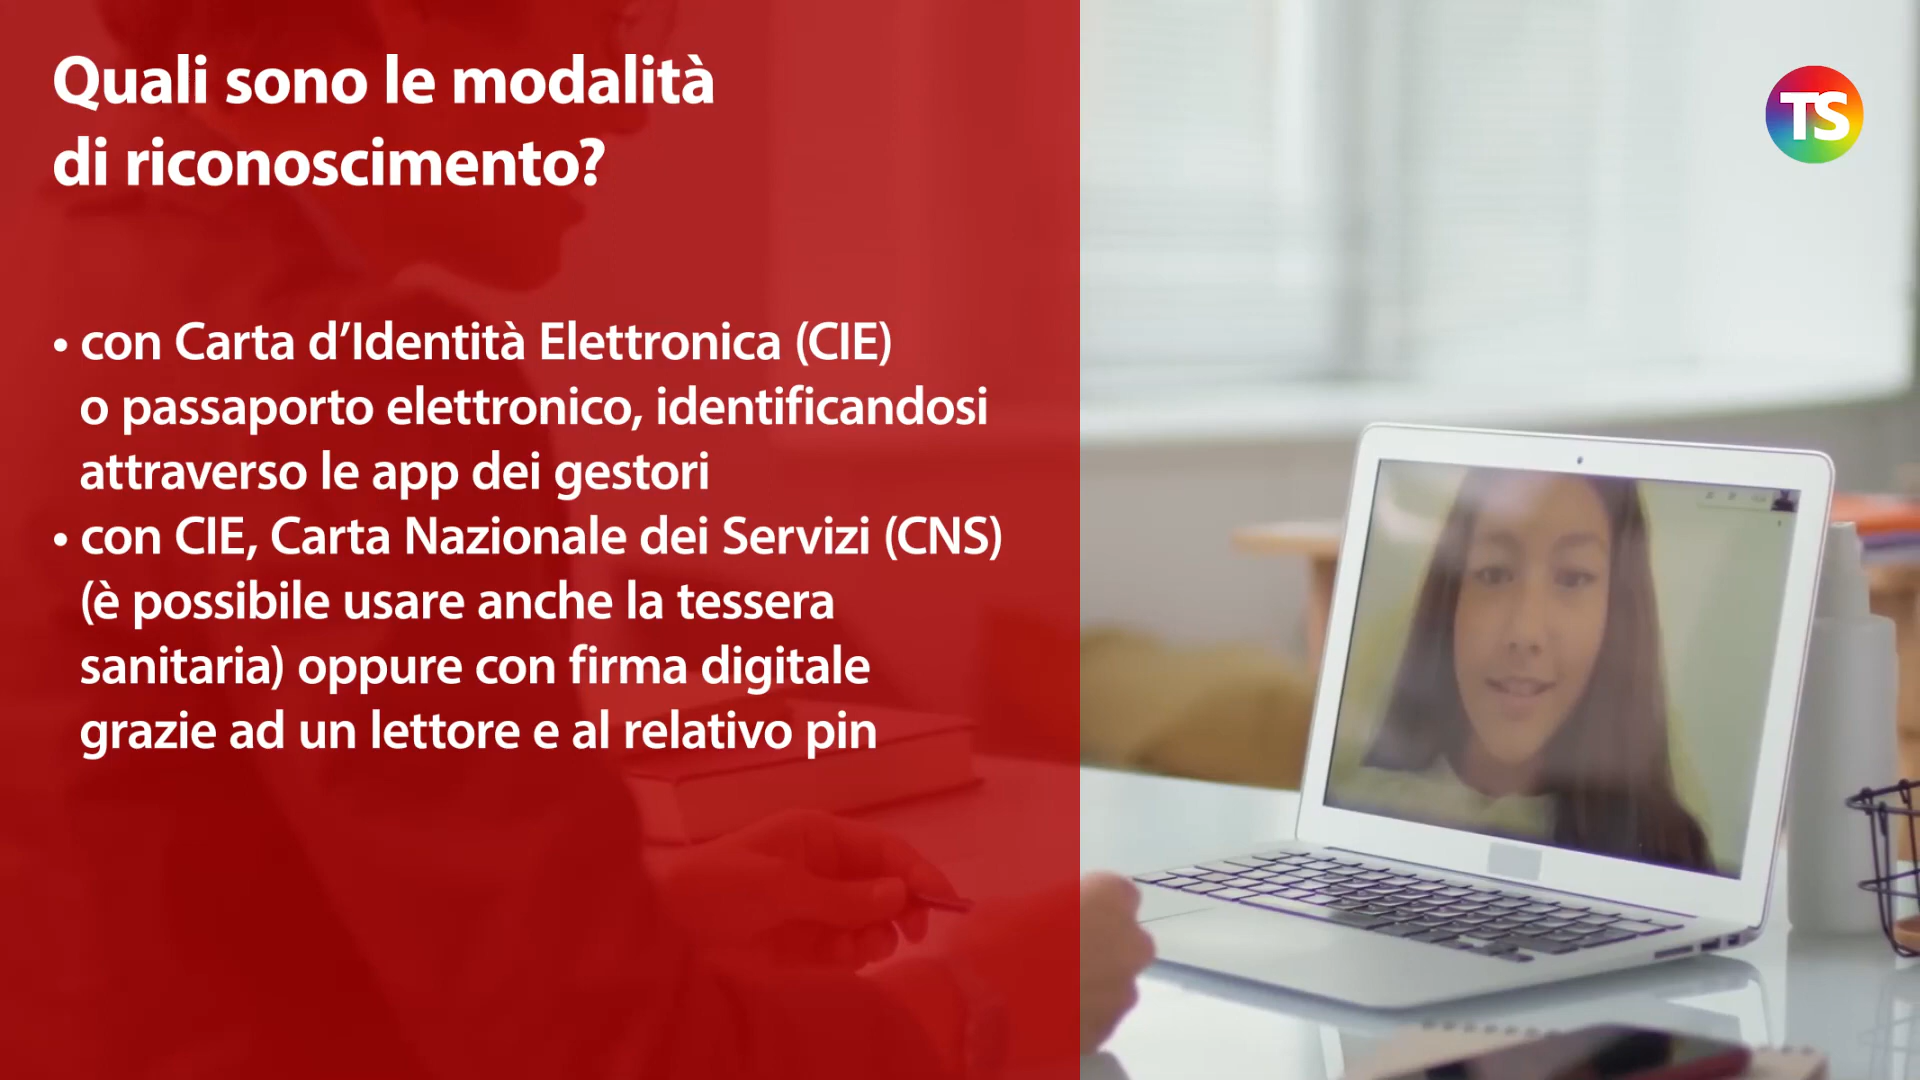 Quali sono le modalità
di riconoscimento?
TS
• con Carta d’Identità Elettronica (CIE)
o passaporto elettronico, identificandosi
attraverso le app dei gestori
• con CIE, Carta Nazionale dei Servizi (CNS)
(è possibile usare anche la tessera
sanitaria) oppure con firma digitale
grazie ad un lettore e al relativo pin